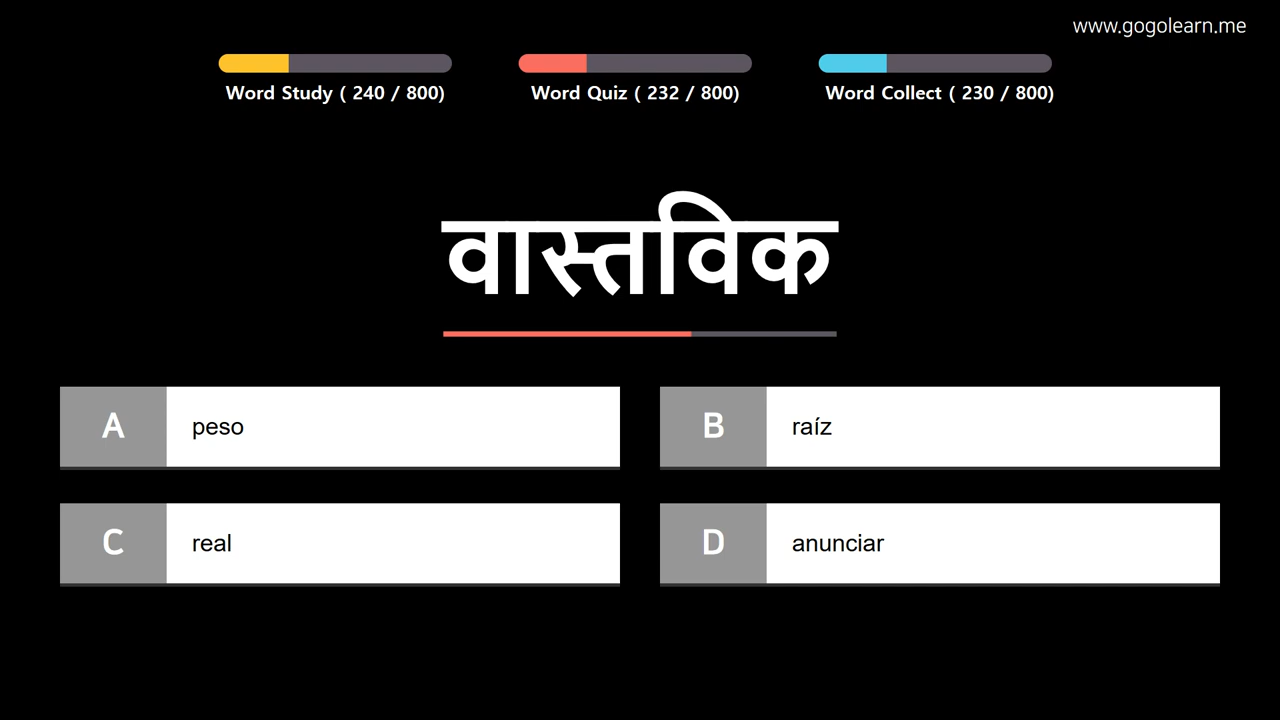 www.gogolearn.me
Word Study ( 240 / 800)
Word Quiz ( 232 / 800)
Word Collect ( 230 / 800)
वास्तविक
A peso
B raíz
C real
D anunciar